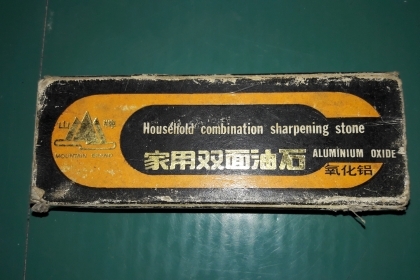 山 牌
MOUNTAIN BRAND
Household combination sharpening stone
家用双面油石
ALUMINIUM OXIDE
氧化铝